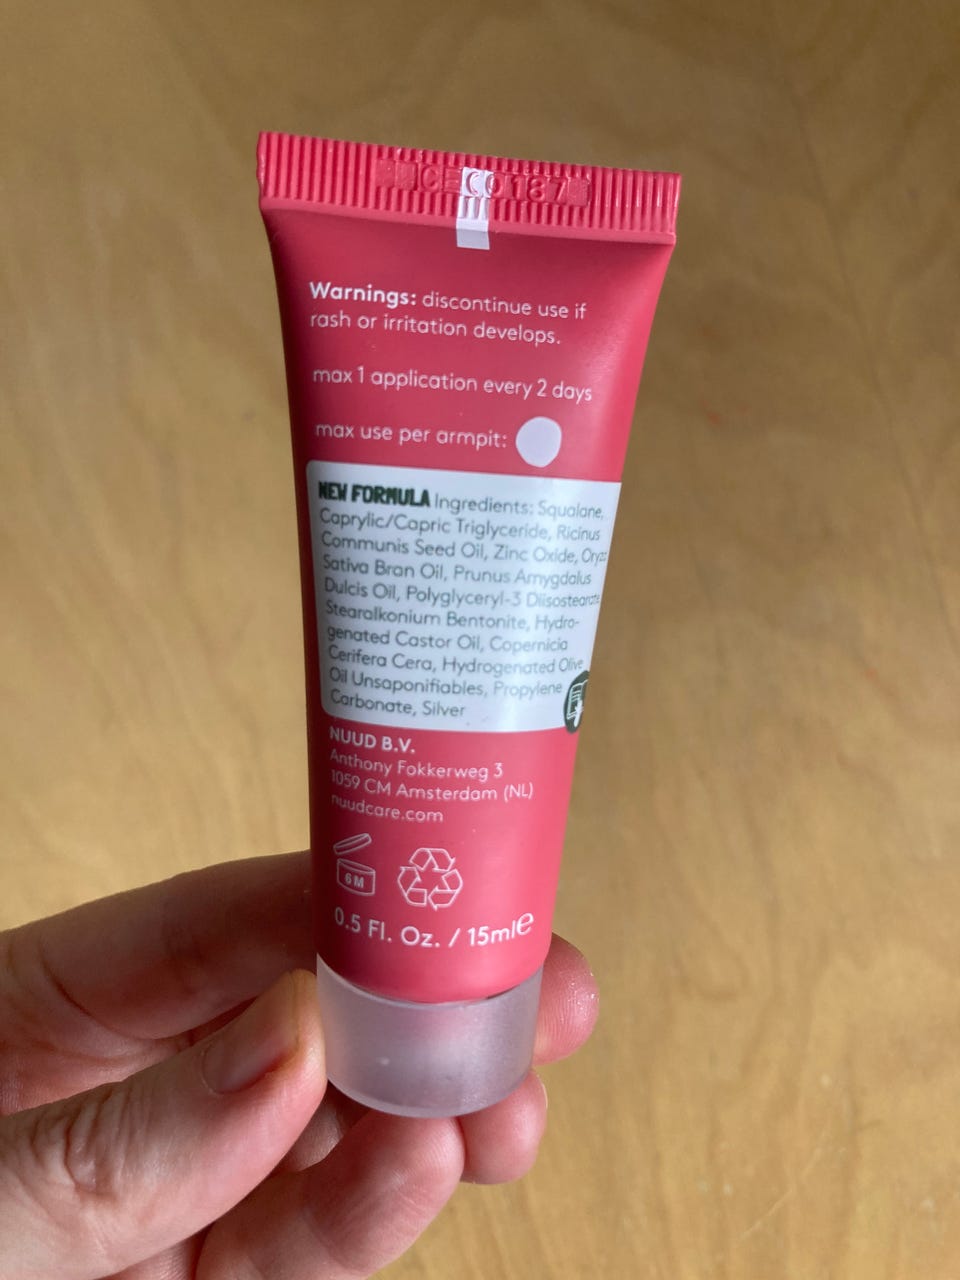 0187
Warnings: discontinue use if
rash or irritation develops.
max 1 application every 2 days
max use per armpit:
NEW FORMULA Ingredients: Squalane,
Caprylic/Capric Triglyceride, Ricinus
Communis Seed Oil, Zinc Oxide, Oryza
Sativa Bran Oil, Prunus Amygdalus
Dulcis Oil, Polyglyceryl-3 Diisostearate
Stearalkonium Bentonite, Hydro-
genated Castor Oil, Copernicia
Cerifera Cera, Hydrogenated Olive
Oil Unsaponifiables, Propylene
Carbonate, Silver
NUUD B.V.
Anthony Fokkerweg 3
1059 CM Amsterdam (NL)
nuudcare.com
6M
0.5 Fl. Oz. / 15ml e